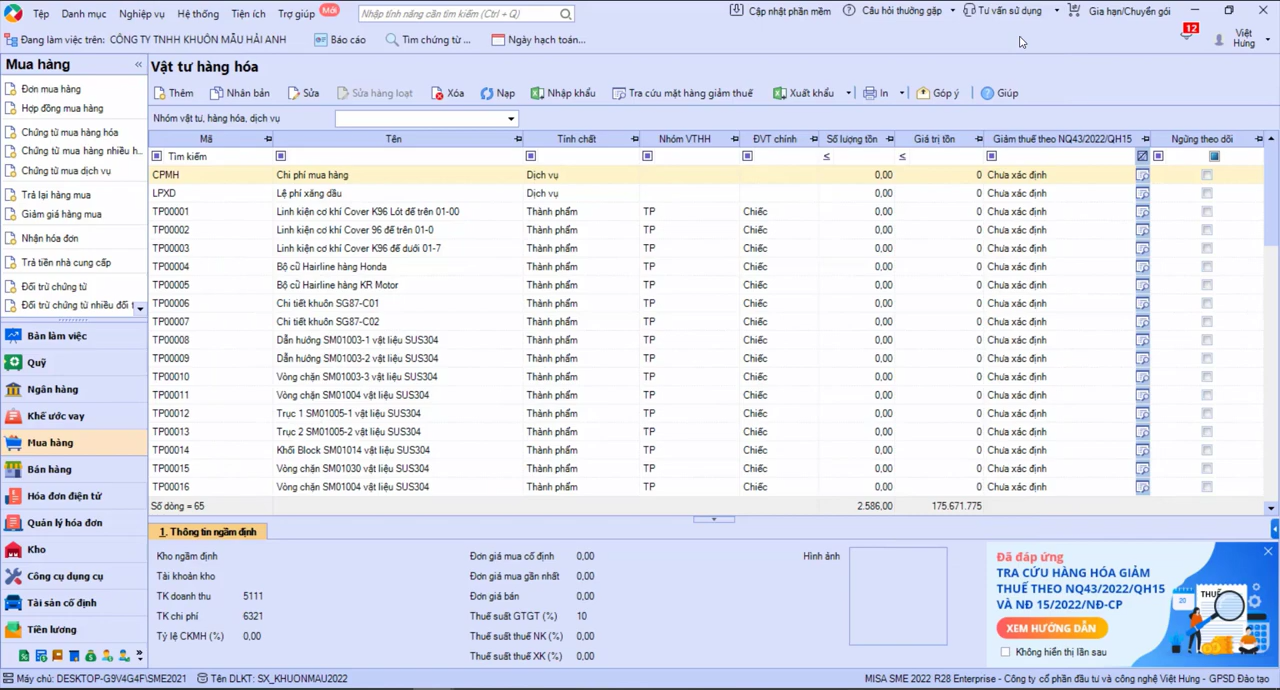 Tệp Danh mục Nghiệp vụ Hệ thống Tiện ích Trợ giúp Mới Nhập tính năng cần tìm kiếm (Ctrl + Q) Cập nhật phần mềm Câu hỏi thường gặp Tư vấn sử dụng Gia hạn/Chuyển gói
Đang làm việc trên: CÔNG TY TNHH KHUÔN MẪU HẢI ANH Báo cáo Tìm chứng từ ... Ngày hạch toán... 12 Việt Hưng
Mua hàng «
Đơn mua hàng
Hợp đồng mua hàng
Chứng từ mua hàng hóa
Chứng từ mua hàng nhiều h...
Chứng từ mua dịch vụ
Trả lại hàng mua
Giảm giá hàng mua
Nhận hóa đơn
Trả tiền nhà cung cấp
Đối trừ chứng từ
Đối trừ chứng từ nhiều đối t
Bàn làm việc
Quỹ
Ngân hàng
Khế ước vay
Mua hàng
Bán hàng
Hóa đơn điện tử
Quản lý hóa đơn
Kho
Công cụ dụng cụ
Tài sản cố định
Tiền lương
Vật tư hàng hóa
Thêm Nhân bản Sửa Sửa hàng loạt Xóa Nạp Nhập khẩu Tra cứu mặt hàng giảm thuế Xuất khẩu In Góp ý Giúp
Nhóm vật tư, hàng hóa, dịch vụ
Mã Tên Tính chất Nhóm VTHH ĐVT chính Số lượng tồn Giá trị tồn Giảm thuế theo NQ43/2022/QH15 Ngừng theo dõi
Tìm kiếm ≤ ≤
CPMH Chi phí mua hàng Dịch vụ 0,00 0 Chưa xác định
LPXD Lệ phí xăng dầu Dịch vụ 0,00 0 Chưa xác định
TP00001 Linh kiện cơ khí Cover K96 Lót đế trên 01-00 Thành phẩm TP Chiếc 0,00 0 Chưa xác định
TP00002 Linh kiện cơ khí Cover 96 đế trên 01-0 Thành phẩm TP Chiếc 0,00 0 Chưa xác định
TP00003 Linh kiện cơ khí Cover K96 đế dưới 01-7 Thành phẩm TP Chiếc 0,00 0 Chưa xác định
TP00004 Bộ cũ Hairline hàng Honda Thành phẩm TP Chiếc 0,00 0 Chưa xác định
TP00005 Bộ cũ Hairline hàng KR Motor Thành phẩm TP Chiếc 0,00 0 Chưa xác định
TP00006 Chi tiết khuôn SG87-C01 Thành phẩm TP Chiếc 0,00 0 Chưa xác định
TP00007 Chi tiết khuôn SG87-C02 Thành phẩm TP Chiếc 0,00 0 Chưa xác định
TP00008 Dẫn hướng SM01003-1 vật liệu SUS304 Thành phẩm TP Chiếc 0,00 0 Chưa xác định
TP00009 Dẫn hướng SM01003-2 vật liệu SUS304 Thành phẩm TP Chiếc 0,00 0 Chưa xác định
TP00010 Vòng chặn SM01003-3 vật liệu SUS304 Thành phẩm TP Chiếc 0,00 0 Chưa xác định
TP00011 Vòng chặn SM01004 vật liệu SUS304 Thành phẩm TP Chiếc 0,00 0 Chưa xác định
TP00012 Trục 1 SM01005-1 vật liệu SUS304 Thành phẩm TP Chiếc 0,00 0 Chưa xác định
TP00013 Trục 2 SM01005-2 vật liệu SUS304 Thành phẩm TP Chiếc 0,00 0 Chưa xác định
TP00014 Khối Block SM01014 vật liệu SUS304 Thành phẩm TP Chiếc 0,00 0 Chưa xác định
TP00015 Vòng chặn SM01030 vật liệu SUS304 Thành phẩm TP Chiếc 0,00 0 Chưa xác định
TP00016 Vòng chặn SM01004 vật liệu SUS304 Thành phẩm TP Chiếc 0,00 0 Chưa xác định
Số dòng = 65 2.586,00 175.671.775
1. Thông tin ngầm định
Kho ngầm định Đơn giá mua cố định 0,00 Hình ảnh
Tài khoản kho Đơn giá mua gần nhất 0,00
TK doanh thu 5111 Đơn giá bán 0,00
TK chi phí 6321 Thuế suất GTGT (%) 10
Tỷ lệ CKMH (%) 0,00 Thuế suất thuế NK (%) 0,00
Thuế suất thuế XK (%) 0,00
Đã đáp ứng
TRA CỨU HÀNG HÓA GIẢM
THUẾ THEO NQ43/2022/QH15
VÀ NĐ 15/2022/NĐ-CP
XEM HƯỚNG DẪN
Không hiển thị lần sau
20 THUẾ
Máy chủ: DESKTOP-G9V4G4F\SME2021 Tên DLKT: SX_KHUONMAU2022 MISA SME 2022 R28 Enterprise - Công ty cổ phần đầu tư và công nghệ Việt Hưng - GPSD Đào tạo